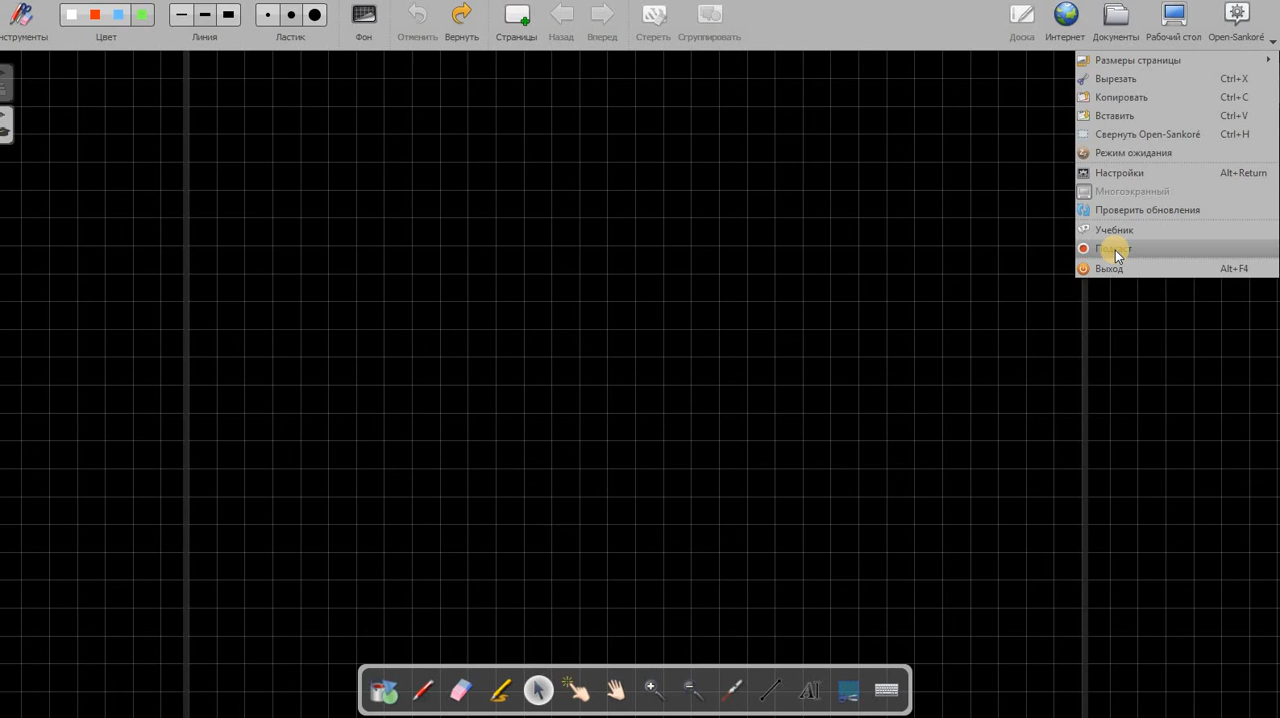 нструменты
Цвет
Линия
Ластик
Фон
Отменить
Вернуть
Страницы
Назад
Вперед
Стереть
Сгруппировать
Доска
Интернет
Документы
Рабочий стол
Open-Sankoré
Размеры страницы
Вырезать Ctrl+X
Копировать Ctrl+C
Вставить Ctrl+V
Свернуть Open-Sankoré Ctrl+H
Режим ожидания
Настройки Alt+Return
Многоэкранный
Проверить обновления
Учебник
Выход Alt+F4
AI